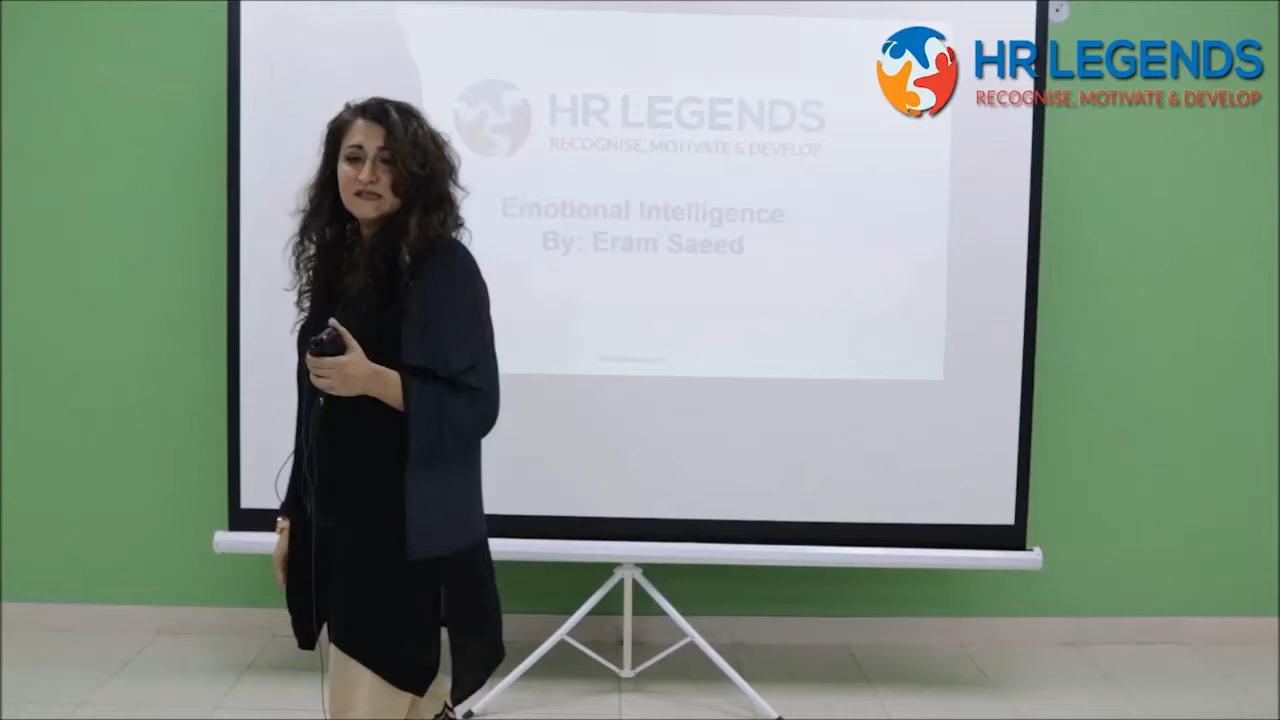 HR LEGENDS
RECOGNISE, MOTIVATE & DEVELOP
HR LEGENDS
RECOGNISE, MOTIVATE & DEVELOP
Emotional Intelligence
By: Eram Saeed